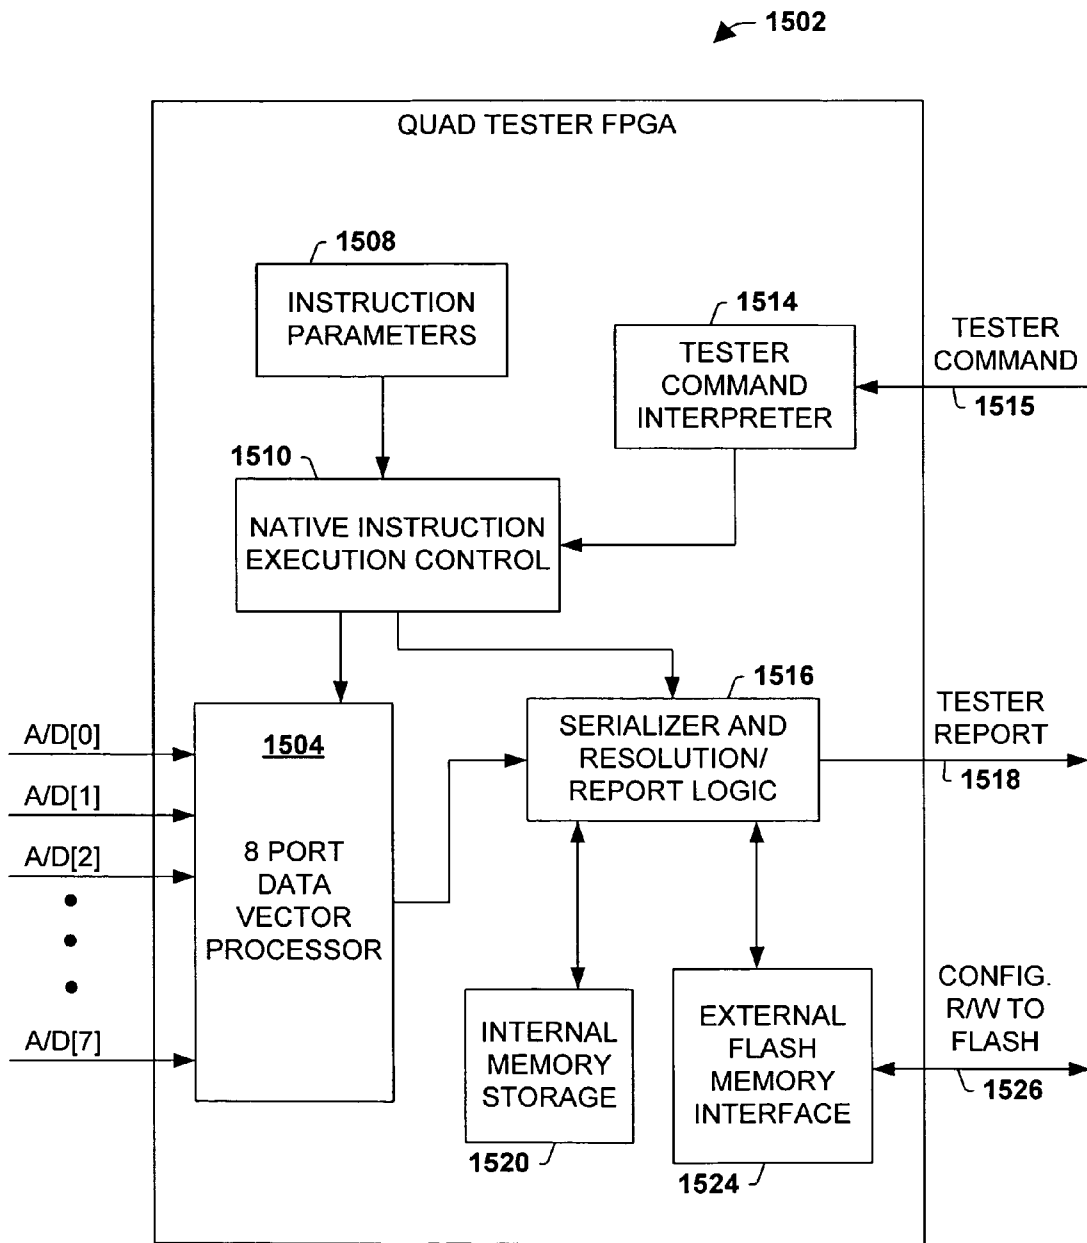 1502
QUAD TESTER FPGA
1508
INSTRUCTION
PARAMETERS
1514
TESTER
COMMAND
INTERPRETER
TESTER
COMMAND
1515
1510
NATIVE INSTRUCTION
EXECUTION CONTROL
1516
SERIALIZER AND
RESOLUTION/
REPORT LOGIC
TESTER
REPORT
1518
A/D[0]
A/D[1]
A/D[2]
A/D[7]
1504
8 PORT
DATA
VECTOR
PROCESSOR
INTERNAL
MEMORY
STORAGE
1520
EXTERNAL
FLASH
MEMORY
INTERFACE
1524
CONFIG.
R/W TO
FLASH
1526